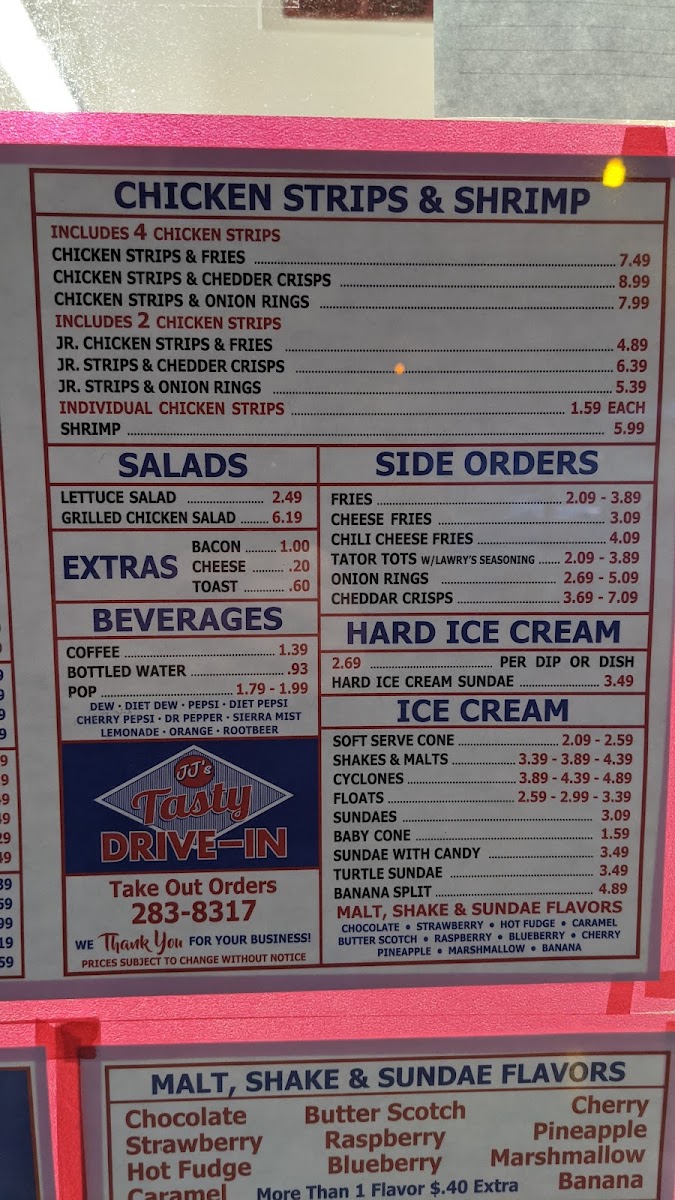 CHICKEN STRIPS & SHRIMP
INCLUDES 4 CHICKEN STRIPS
CHICKEN STRIPS & FRIES 7.49
CHICKEN STRIPS & CHEDDER CRISPS 8.99
CHICKEN STRIPS & ONION RINGS 7.99
INCLUDES 2 CHICKEN STRIPS
JR. CHICKEN STRIPS & FRIES 4.89
JR. STRIPS & CHEDDER CRISPS 6.39
JR. STRIPS & ONION RINGS 5.39
INDIVIDUAL CHICKEN STRIPS 1.59 EACH
SHRIMP 5.99
SALADS
LETTUCE SALAD 2.49
GRILLED CHICKEN SALAD 6.19
EXTRAS
BACON 1.00
CHEESE .20
TOAST .60
BEVERAGES
COFFEE 1.39
BOTTLED WATER .93
POP 1.79 - 1.99
DEW • DIET DEW • PEPSI • DIET PEPSI
CHERRY PEPSI • DR PEPPER • SIERRA MIST
LEMONADE • ORANGE • ROOTBEER
JJ's
Tasty
DRIVE-IN
Take Out Orders
283-8317
WE Thank You FOR YOUR BUSINESS!
PRICES SUBJECT TO CHANGE WITHOUT NOTICE
SIDE ORDERS
FRIES 2.09 - 3.89
CHEESE FRIES 3.09
CHILI CHEESE FRIES 4.09
TATOR TOTS W/LAWRY'S SEASONING 2.09 - 3.89
ONION RINGS 2.69 - 5.09
CHEDDAR CRISPS 3.69 - 7.09
HARD ICE CREAM
2.69 PER DIP OR DISH
HARD ICE CREAM SUNDAE 3.49
ICE CREAM
SOFT SERVE CONE 2.09 - 2.59
SHAKES & MALTS 3.39 - 3.89 - 4.39
CYCLONES 3.89 - 4.39 - 4.89
FLOATS 2.59 - 2.99 - 3.39
SUNDAES 3.09
BABY CONE 1.59
SUNDAE WITH CANDY 3.49
TURTLE SUNDAE 3.49
BANANA SPLIT 4.89
MALT, SHAKE & SUNDAE FLAVORS
CHOCOLATE • STRAWBERRY • HOT FUDGE • CARAMEL
BUTTER SCOTCH • RASPBERRY • BLUEBERRY • CHERRY
PINEAPPLE • MARSHMALLOW • BANANA
MALT, SHAKE & SUNDAE FLAVORS
Chocolate Butter Scotch Cherry
Strawberry Raspberry Pineapple
Hot Fudge Blueberry Marshmallow
Caramel More Than 1 Flavor $.40 Extra Banana